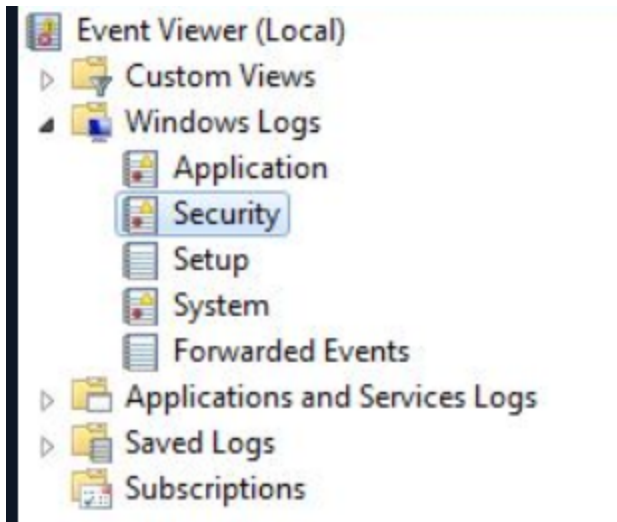 Event Viewer (Local)
Custom Views
Windows Logs
Application
Security
Setup
System
Forwarded Events
Applications and Services Logs
Saved Logs
Subscriptions